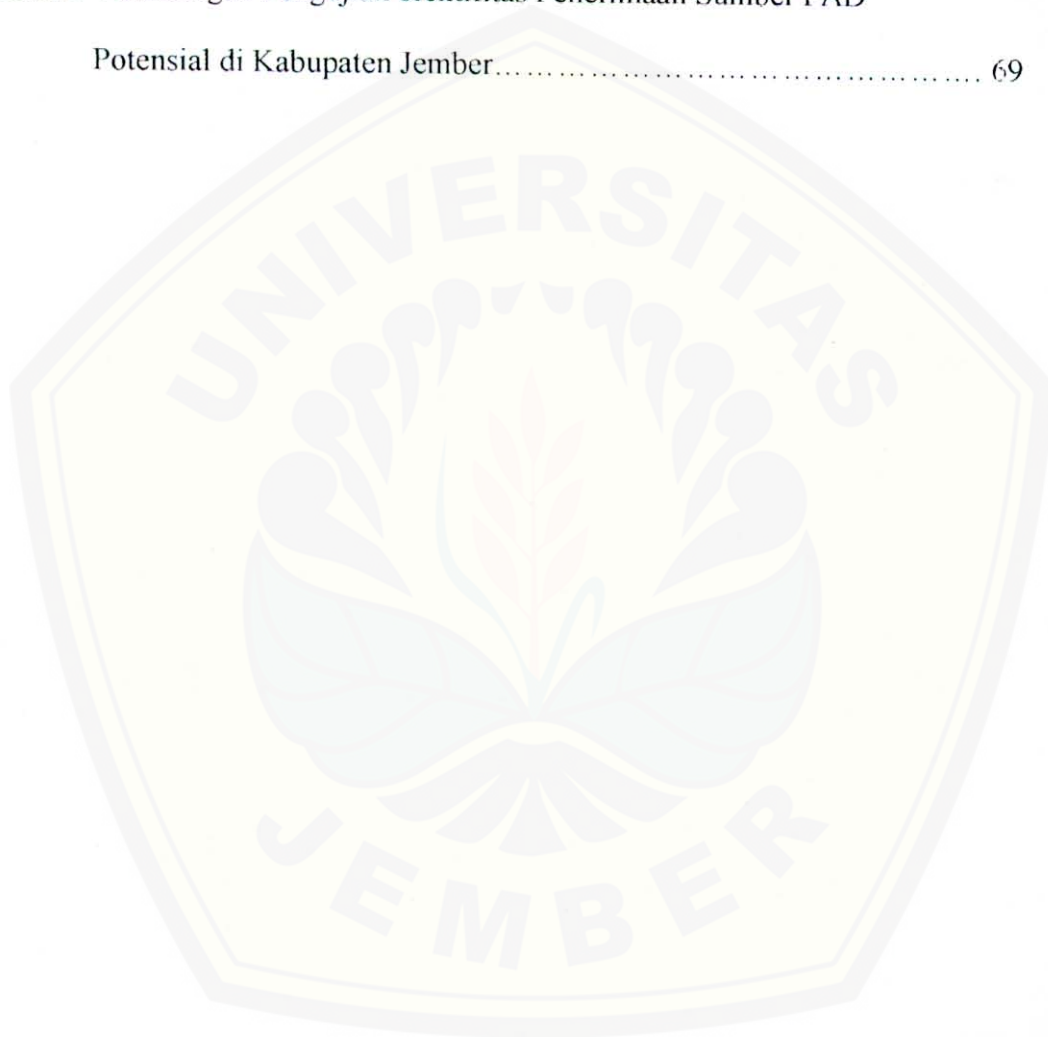 Penerimaan Sumber PAD
Potensial di Kabupaten Jember................................................ 69
UNIVERSITAS
JEMBER